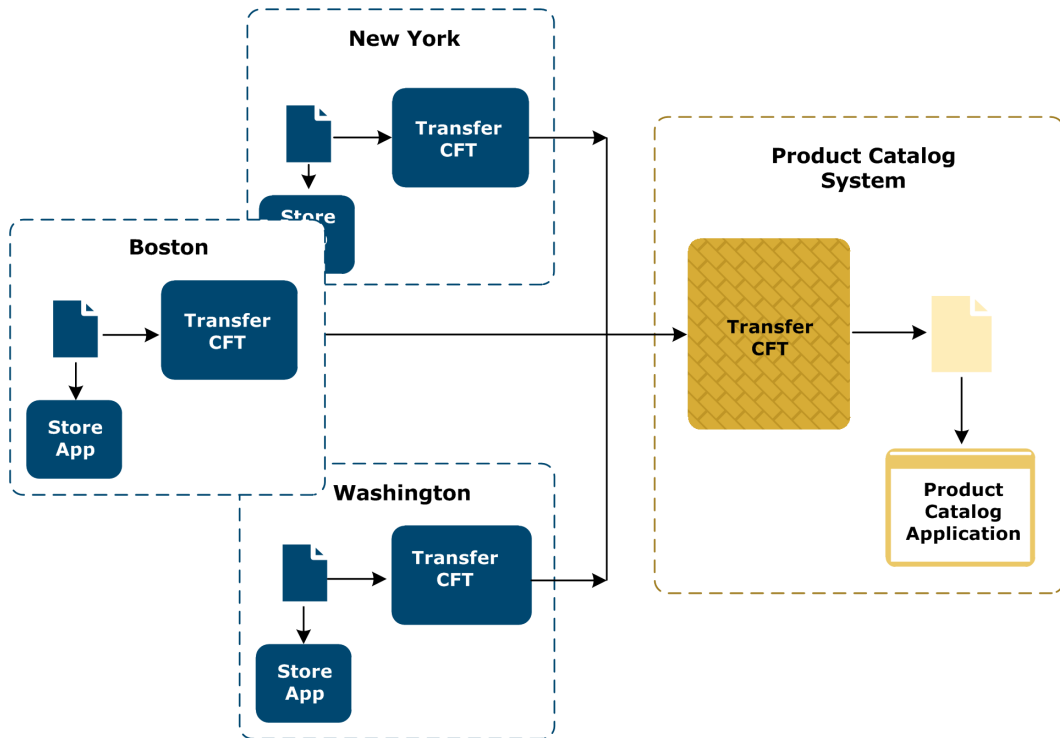 New York
Transfer
CFT
Store
Boston
Transfer
CFT
Store
App
Washington
Transfer
CFT
Store
App
Product Catalog
System
Transfer
CFT
Product
Catalog
Application